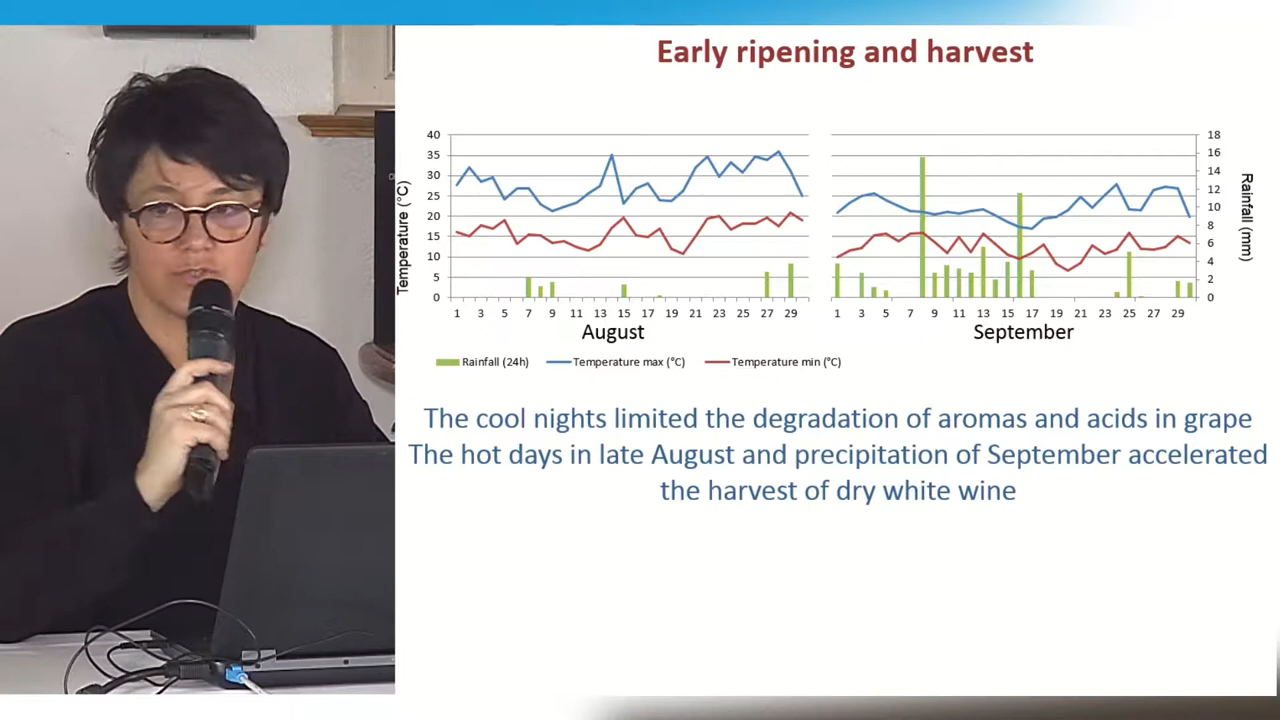 Early ripening and harvest
40
35
30
25
20
15
10
5
0
Temperature (°C)
18
16
14
12
10
8
6
4
2
0
Rainfall (mm)
1 3 5 7 9 11 13 15 17 19 21 23 25 27 29
1 3 5 7 9 11 13 15 17 19 21 23 25 27 29
August
September
Rainfall (24h) Temperature max (°C) Temperature min (°C)
The cool nights limited the degradation of aromas and acids in grape
The hot days in late August and precipitation of September accelerated
the harvest of dry white wine